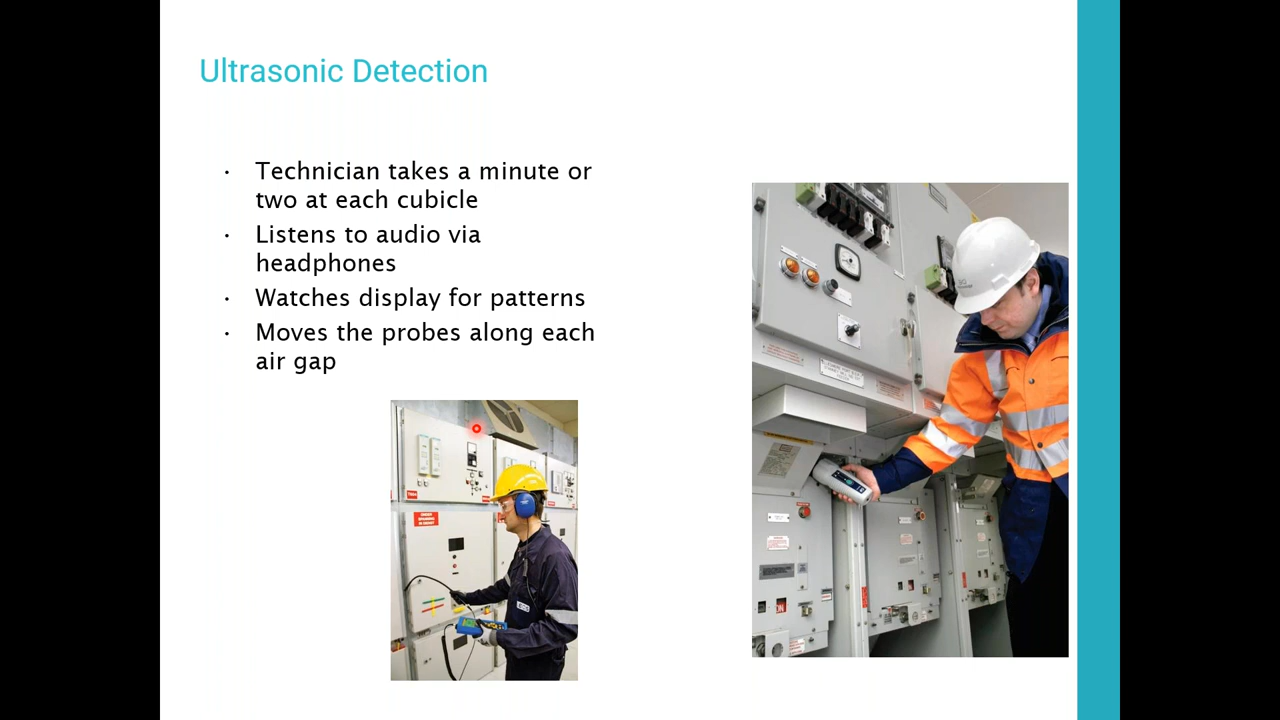 Ultrasonic Detection
· Technician takes a minute or
two at each cubicle
· Listens to audio via
headphones
· Watches display for patterns
· Moves the probes along each
air gap